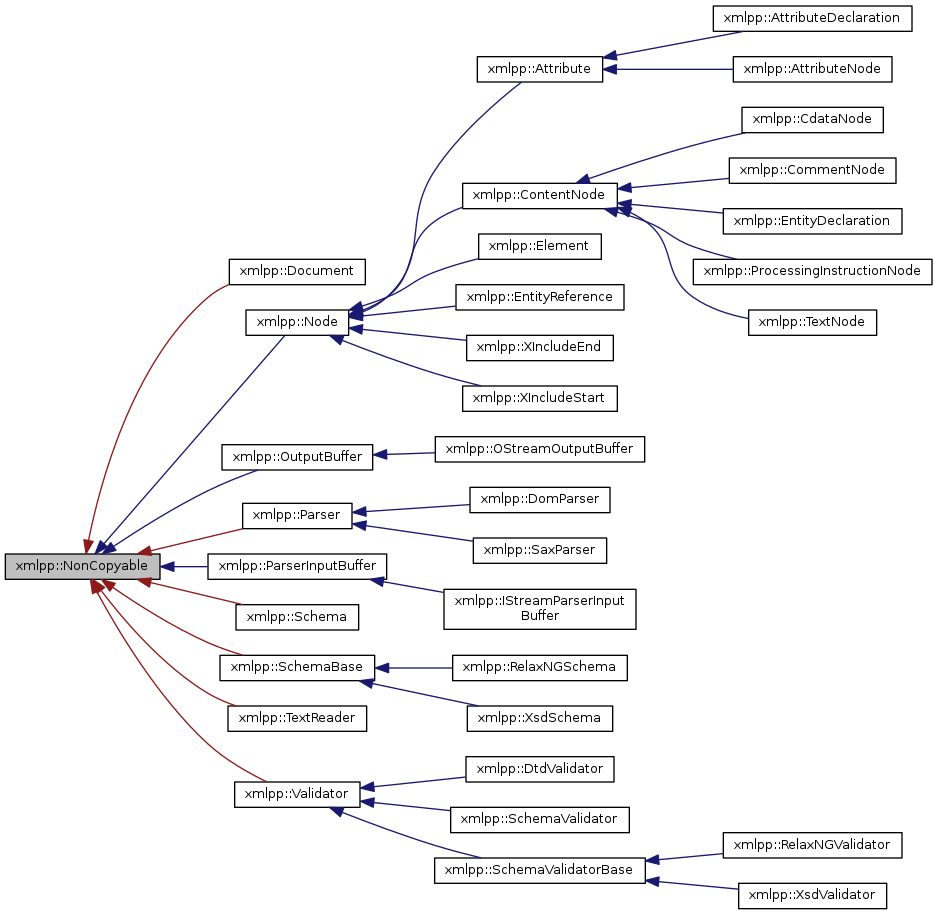 xmlpp::AttributeDeclaration
xmlpp::Attribute
xmlpp::AttributeNode
xmlpp::CdataNode
xmlpp::CommentNode
xmlpp::ContentNode
xmlpp::EntityDeclaration
xmlpp::Element
xmlpp::ProcessingInstructionNode
xmlpp::Document
xmlpp::EntityReference
xmlpp::Node
xmlpp::TextNode
xmlpp::XIncludeEnd
xmlpp::XIncludeStart
xmlpp::OutputBuffer
xmlpp::OStreamOutputBuffer
xmlpp::DomParser
xmlpp::Parser
xmlpp::SaxParser
xmlpp::NonCopyable
xmlpp::ParserInputBuffer
xmlpp::IStreamParserInput
Buffer
xmlpp::Schema
xmlpp::SchemaBase
xmlpp::RelaxNGSchema
xmlpp::TextReader
xmlpp::XsdSchema
xmlpp::DtdValidator
xmlpp::Validator
xmlpp::SchemaValidator
xmlpp::RelaxNGValidator
xmlpp::SchemaValidatorBase
xmlpp::XsdValidator